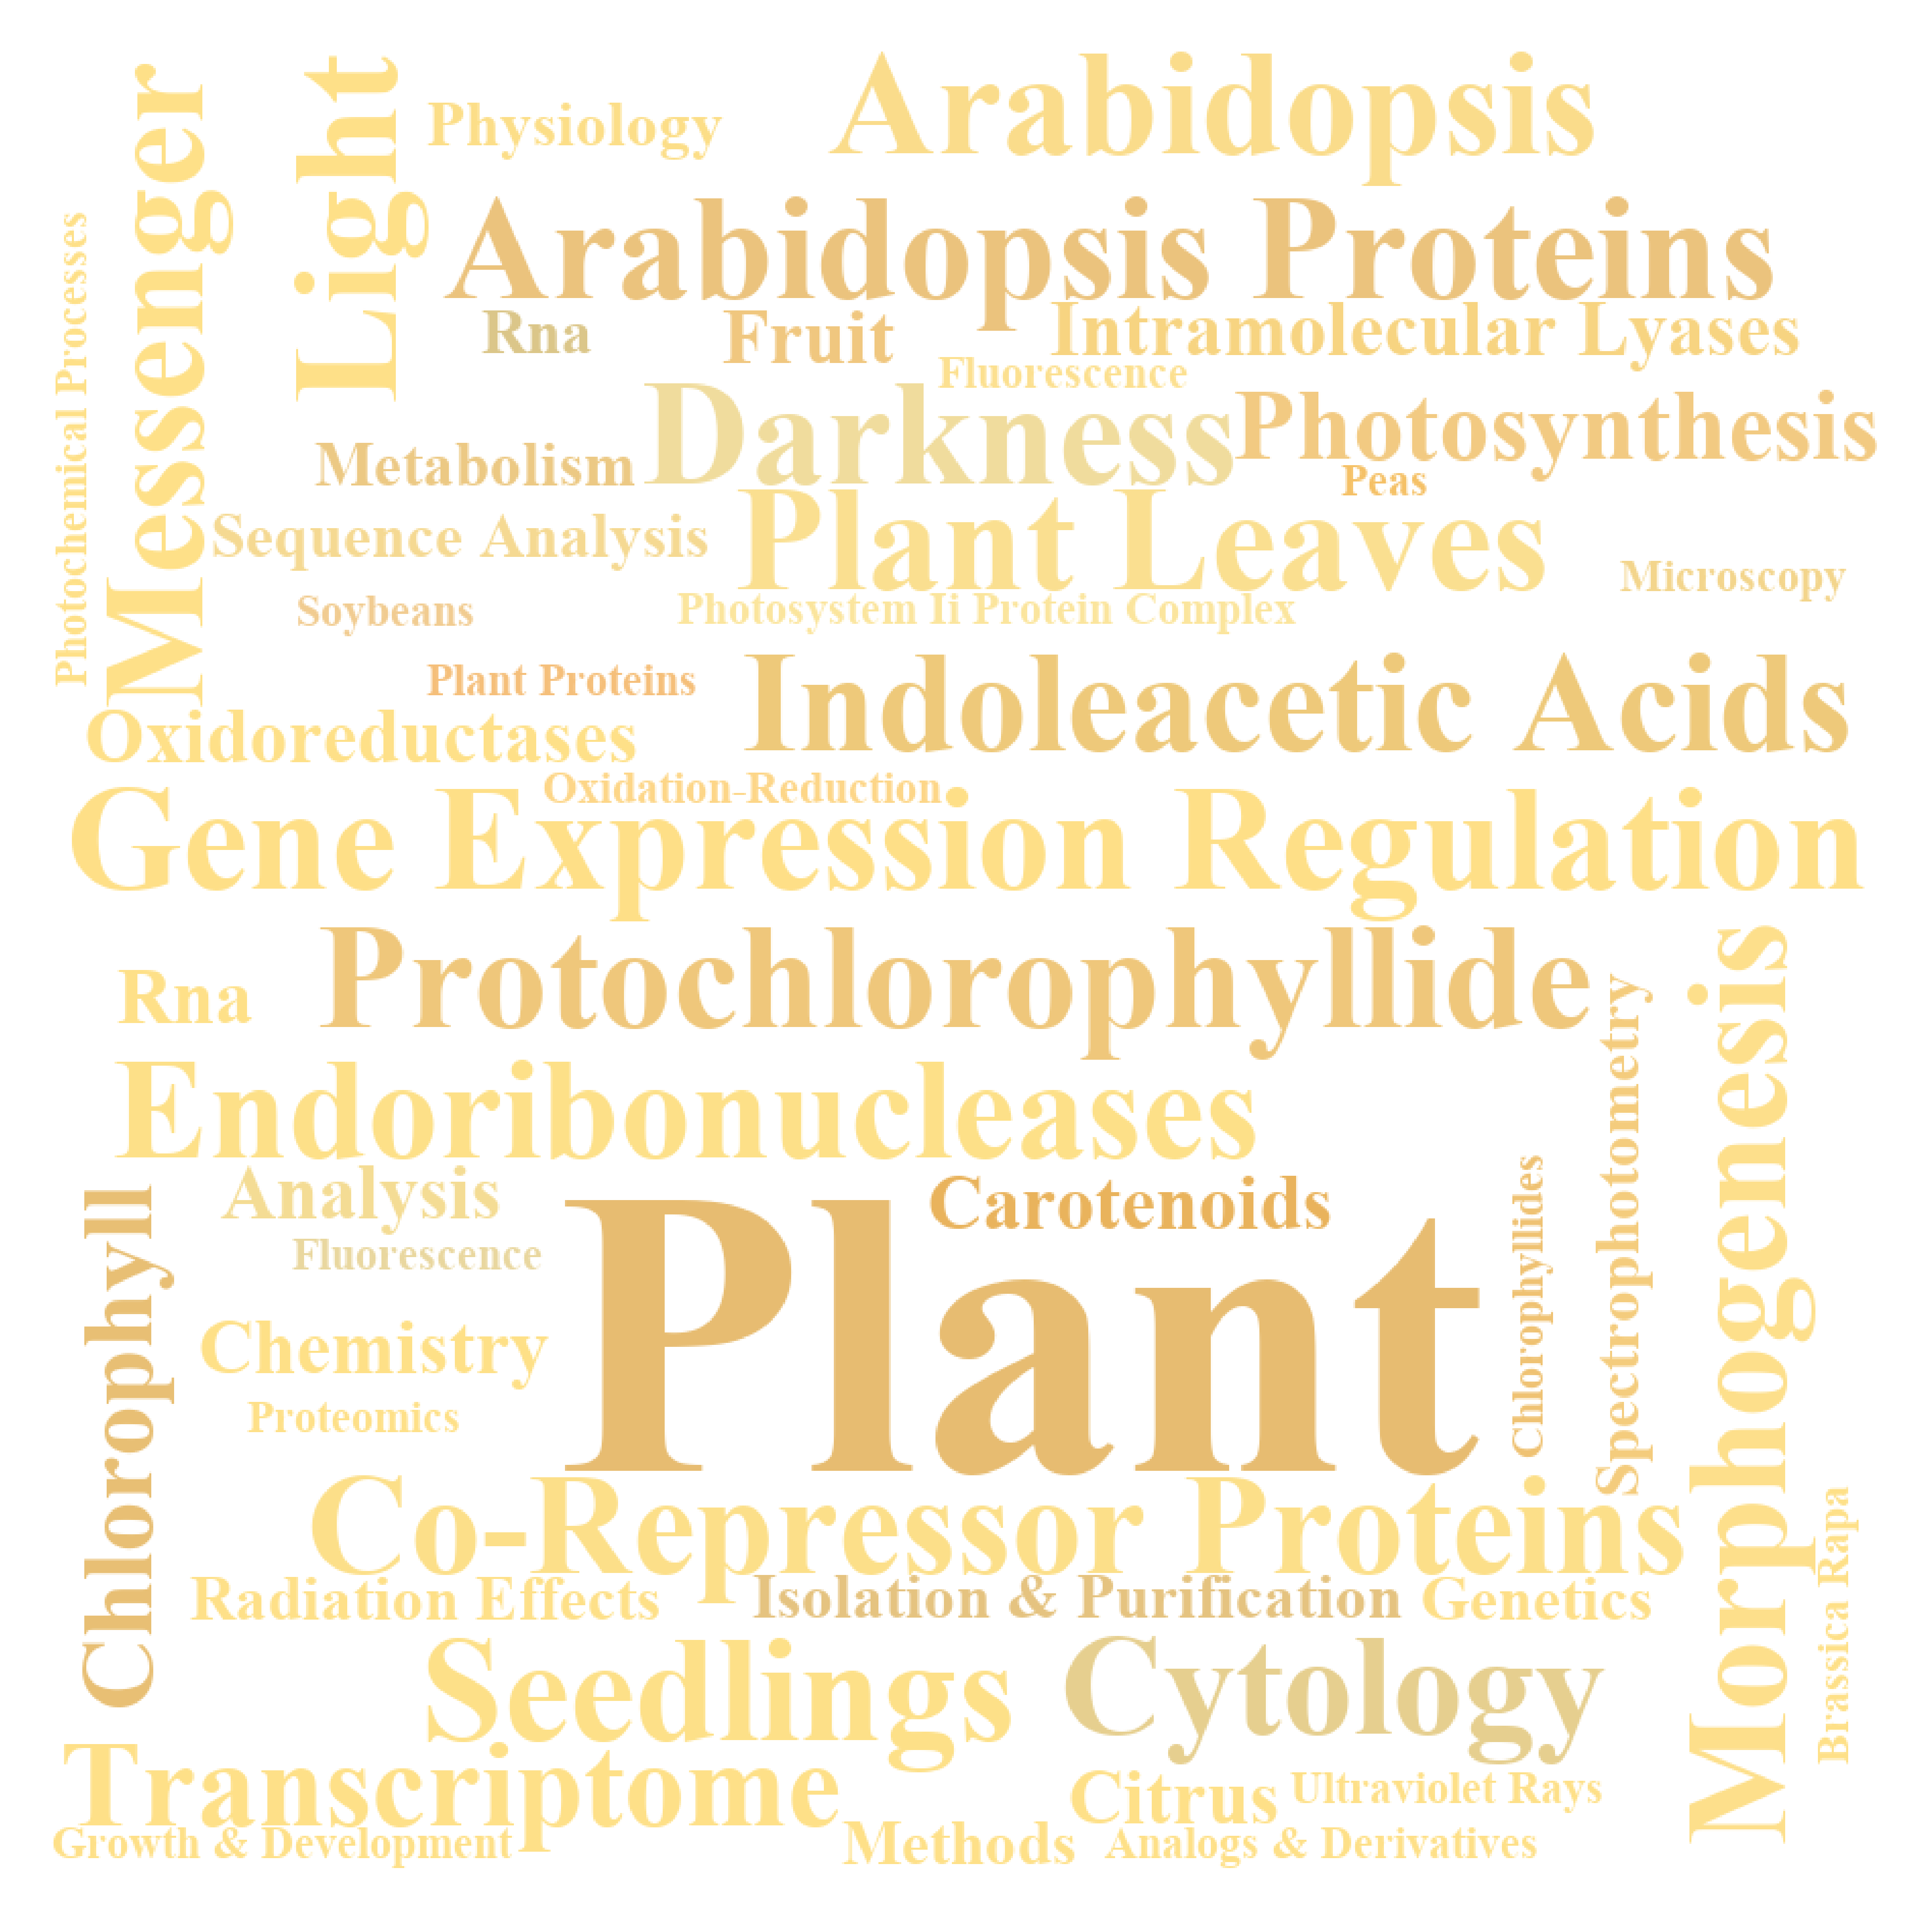 Arabidopsis
Physiology
Light
Messenger
Photochemical Processes
Arabidopsis Proteins
Rna
Fruit
Intramolecular Lyases
Fluorescence
Darkness
Photosynthesis
Metabolism
Peas
Plant Leaves
Sequence Analysis
Microscopy
Soybeans
Photosystem Ii Protein Complex
Plant Proteins
Indoleacetic Acids
Oxidoreductases
Oxidation-Reduction
Gene Expression Regulation
Protochlorophyllide
Rna
Spectrophotometry
Morphogenesis
Endoribonucleases
Analysis
Carotenoids
Chlorophyllides
Chlorophyll
Fluorescence
Plant
Chemistry
Proteomics
Co-Repressor Proteins
Brassica Rapa
Radiation Effects
Isolation & Purification
Genetics
Seedlings
Cytology
Transcriptome
Citrus
Ultraviolet Rays
Growth & Development
Methods
Analogs & Derivatives